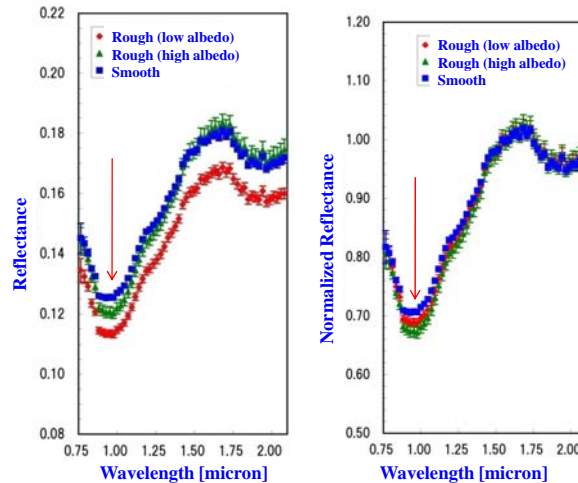 0.22
0.20
0.18
0.16
0.14
0.12
0.10
0.08
Reflectance
Rough (low albedo)
Rough (high albedo)
Smooth
0.75 1.00 1.25 1.50 1.75 2.00
Wavelength [micron]
1.20
1.10
1.00
0.90
0.80
0.70
0.60
0.50
Normalized Reflectance
Rough (low albedo)
Rough (high albedo)
Smooth
0.75 1.00 1.25 1.50 1.75 2.00
Wavelength [micron]